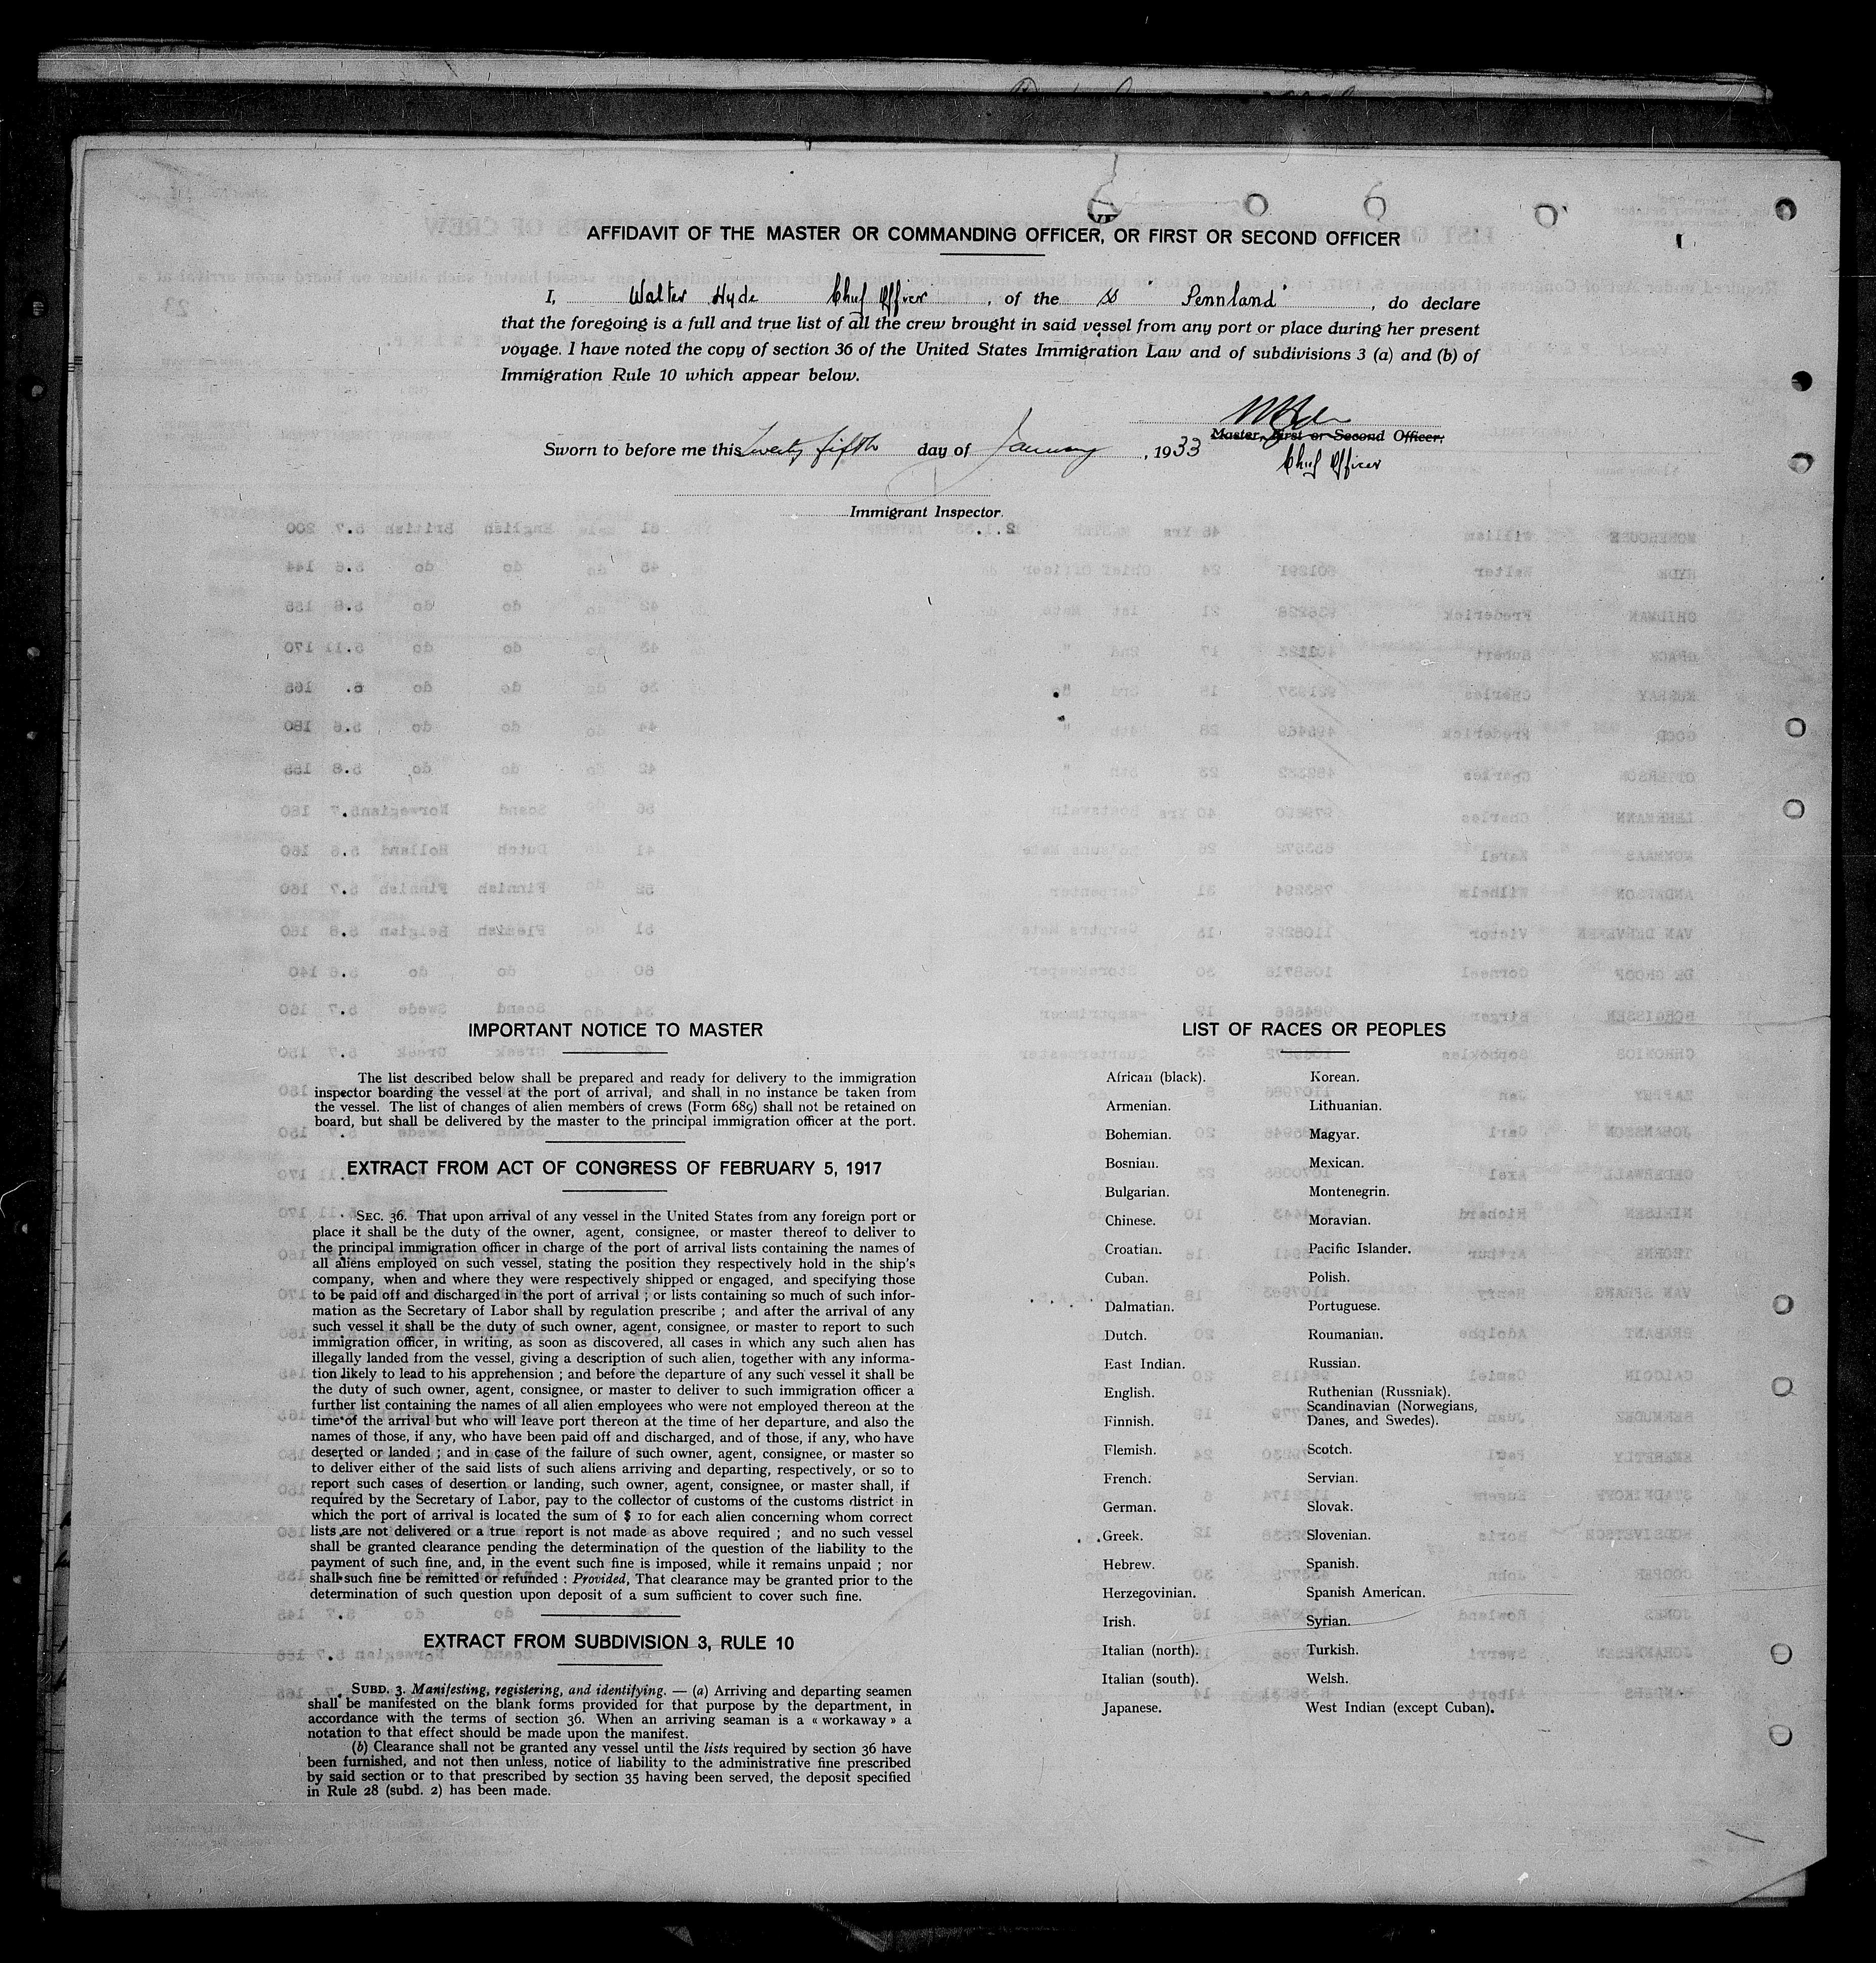 AFFIDAVIT OF THE MASTER OR COMMANDING OFFICER, OR FIRST OR SECOND OFFICER
I, Walter Hyde Chief Officer, of the SS "Pennland", do declare
that the foregoing is a full and true list of all the crew brought in said vessel from any port or place during her present
voyage. I have noted the copy of section 36 of the United States Immigration Law and of subdivisions 3 (a) and (b) of
Immigration Rule 10 which appear below.
Master, First or Second Officer.
Sworn to before me this Twenty fifth day of January, 1933
Chief Officer
Immigrant Inspector.
IMPORTANT NOTICE TO MASTER
The list described below shall be prepared and ready for delivery to the immigration
inspector boarding the vessel at the port of arrival, and shall in no instance be taken from
the vessel. The list of changes of alien members of crews (Form 689) shall not be retained on
board, but shall be delivered by the master to the principal immigration officer at the port.
EXTRACT FROM ACT OF CONGRESS OF FEBRUARY 5, 1917
SEC. 36. That upon arrival of any vessel in the United States from any foreign port or
place it shall be the duty of the owner, agent, consignee, or master thereof to deliver to
the principal immigration officer in charge of the port of arrival lists containing the names of
all aliens employed on such vessel, stating the position they respectively hold in the ship's
company, when and where they were respectively shipped or engaged, and specifying those
to be paid off and discharged in the port of arrival ; or lists containing so much of such infor-
mation as the Secretary of Labor shall by regulation prescribe ; and after the arrival of any
such vessel it shall be the duty of such owner, agent, consignee, or master to report to such
immigration officer, in writing, as soon as discovered, all cases in which any such alien has
illegally landed from the vessel, giving a description of such alien, together with any informa-
tion likely to lead to his apprehension ; and before the departure of any such vessel it shall be
the duty of such owner, agent, consignee, or master to deliver to such immigration officer a
further list containing the names of all alien employees who were not employed thereon at the
time of the arrival but who will leave port thereon at the time of her departure, and also the
names of those, if any, who have been paid off and discharged, and of those, if any, who have
deserted or landed ; and in case of the failure of such owner, agent, consignee, or master so
to deliver either of the said lists of such aliens arriving and departing, respectively, or so to
report such cases of desertion or landing, such owner, agent, consignee, or master shall, if
required by the Secretary of Labor, pay to the collector of customs of the customs district in
which the port of arrival is located the sum of $ 10 for each alien concerning whom correct
lists are not delivered or a true report is not made as above required ; and no such vessel
shall be granted clearance pending the determination of the question of the liability to the
payment of such fine, and, in the event such fine is imposed, while it remains unpaid ; nor
shall such fine be remitted or refunded : Provided, That clearance may be granted prior to the
determination of such question upon deposit of a sum sufficient to cover such fine.
EXTRACT FROM SUBDIVISION 3, RULE 10
SUBD. 3. Manifesting, registering, and identifying. — (a) Arriving and departing seamen
shall be manifested on the blank forms provided for that purpose by the department, in
accordance with the terms of section 36. When an arriving seaman is a « workaway » a
notation to that effect should be made upon the manifest.
(b) Clearance shall not be granted any vessel until the lists required by section 36 have
been furnished, and not then unless, notice of liability to the administrative fine prescribed
by said section or to that prescribed by section 35 having been served, the deposit specified
in Rule 28 (subd. 2) has been made.
LIST OF RACES OR PEOPLES
African (black).
Armenian.
Bohemian.
Bosnian.
Bulgarian.
Chinese.
Croatian.
Cuban.
Dalmatian.
Dutch.
East Indian.
English.
Finnish.
Flemish.
French.
German.
Greek.
Hebrew.
Herzegovinian.
Irish.
Italian (north).
Italian (south).
Japanese.
Korean.
Lithuanian.
Magyar.
Mexican.
Montenegrin.
Moravian.
Pacific Islander.
Polish.
Portuguese.
Roumanian.
Russian.
Ruthenian (Russniak).
Scandinavian (Norwegians,
Danes, and Swedes).
Scotch.
Servian.
Slovak.
Slovenian.
Spanish.
Spanish American.
Syrian.
Turkish.
Welsh.
West Indian (except Cuban).